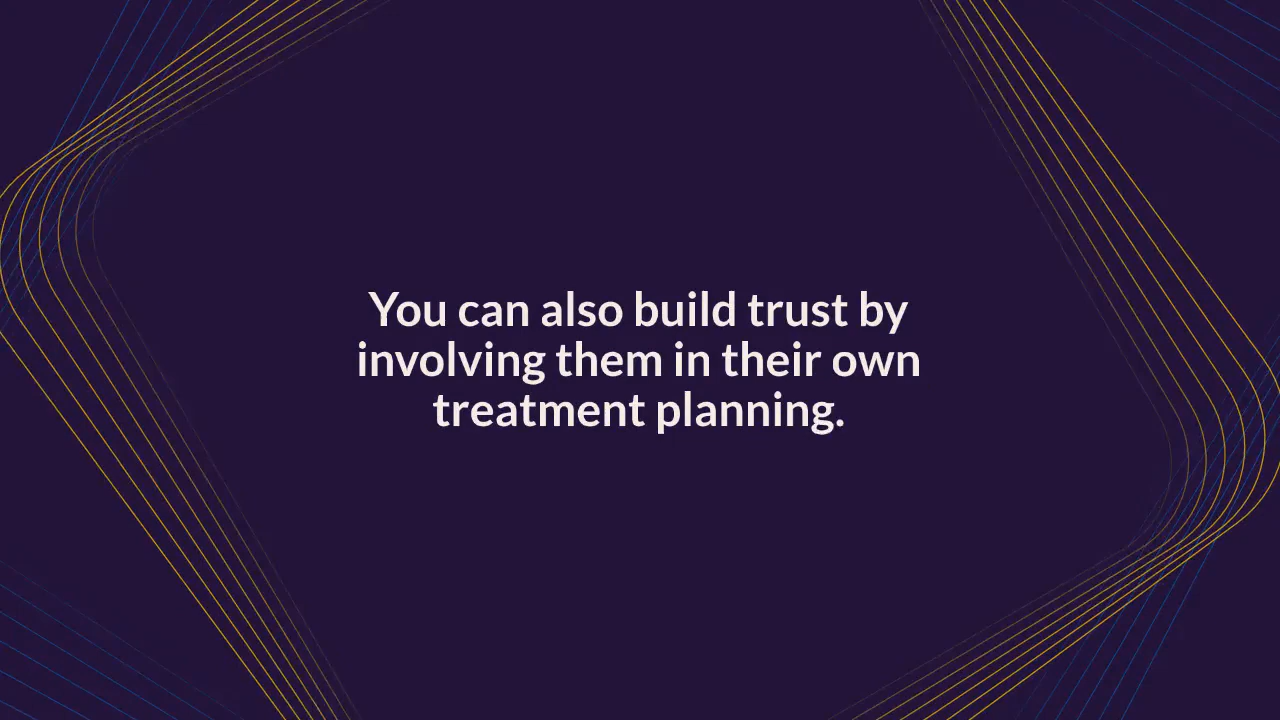 You can also build trust by
involving them in their own
treatment planning.